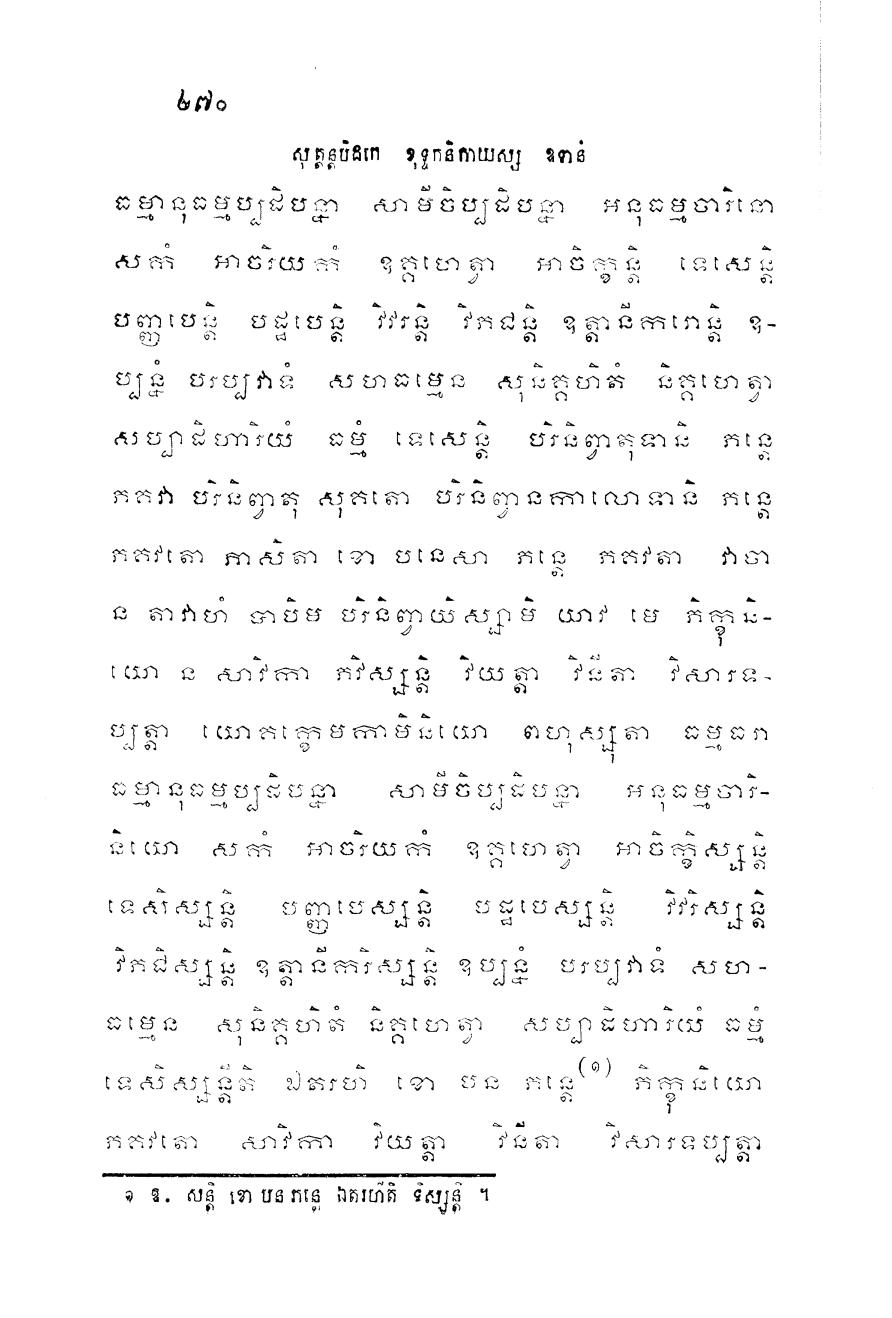 ២៧០
សុត្តន្តបិដកេ ខុទ្ទកនិកាយស្ស ឧទានំ
ធម្មានុធម្មប្បដិបន្នា សាមីចិប្បដិបន្នា អនុធម្មចារិនោ
សកំ អាចរិយកំ ឧគ្គហេត្វា អាចិក្ខន្តិ ទេសេន្តិ
បញ្ញាបេន្តិ បដ្ឋបេន្តិ វិវរន្តិ វិភជន្តិ ឧត្តានីករោន្តិ ឧ-
ប្បន្នំ បរប្បវាទំ សហធម្មេន សុនិគ្គហិតំ និគ្គហេត្វា
សប្បាដិហារិយំ ធម្មំ ទេសេន្តិ បរិនិព្វាតុទានិ ភន្តេ
ភគវា បរិនិព្វាតុ សុគតោ បរិនិព្វានកាលោទានិ ភន្តេ
ភគវតោ ភាសិតា ខោ បនេសា ភន្តេ ភគវតា វាចា
ន តាវាហំ បាបិម បរិនិព្វាយិស្សាមិ យាវ មេ ភិក្ខុនិ-
យោ ន សាវិកា ភវិស្សន្តិ វិយត្តា វិនីតា វិសារទ-
ប្បត្តា យោគក្ខេមកាមិនិយោ ពហុស្សុតា ធម្មធរា
ធម្មានុធម្មប្បដិបន្នា សាមីចិប្បដិបន្នា អនុធម្មចារិ-
និយោ សកំ អាចរិយកំ ឧគ្គហេត្វា អាចិក្ខិស្សន្តិ
ទេសិស្សន្តិ បញ្ញាបេស្សន្តិ បដ្ឋបេស្សន្តិ វិវរិស្សន្តិ
វិភជិស្សន្តិ ឧត្តានីករិស្សន្តិ ឧប្បន្នំ បរប្បវាទំ សហ-
ធម្មេន សុនិគ្គហិតំ និគ្គហេត្វា សប្បាដិហារិយំ ធម្មំ
ទេសិស្សន្តីតិ ឯតរហិ ខោ បន ភន្តេ(១) ភិក្ខុនិយោ
ភគវតោ សាវិកា វិយត្តា វិនីតា វិសារទប្បត្តា
១ ឱ. សន្តិ ខោ បន ភន្តេ ឯតរហីតិ ទិស្សន្តិ ។